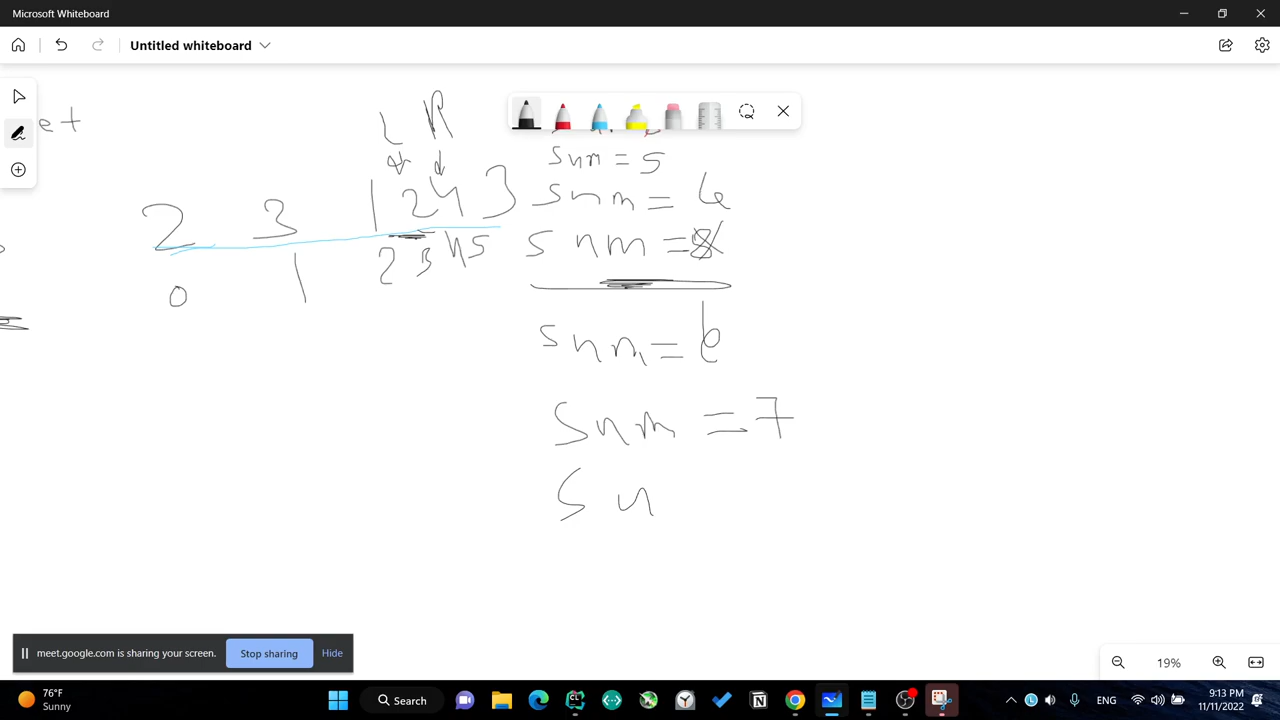 Microsoft Whiteboard
Untitled whiteboard
et
L R
2 3 1 2 4 3
0 1 2 3 4 5
sum = 5
sum = 6
sum = 8
sum = 6
sum = 7
su
meet.google.com is sharing your screen. Stop sharing Hide
19%
76°F
Sunny
Search
ENG
9:13 PM
11/11/2022